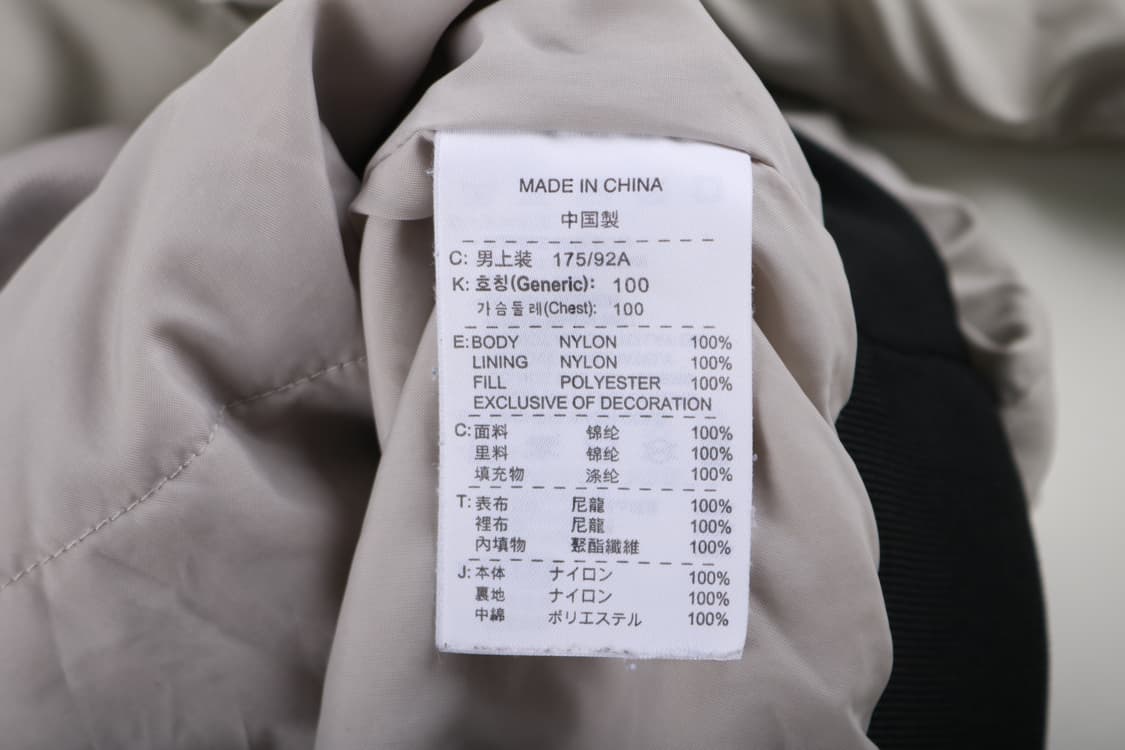 MADE IN CHINA
中国製
C: 男上装 175/92A
K: 호칭(Generic): 100
가슴둘레(Chest): 100
E: BODY NYLON 100%
LINING NYLON 100%
FILL POLYESTER 100%
EXCLUSIVE OF DECORATION
C: 面料 锦纶 100%
里料 锦纶 100%
填充物 涤纶 100%
T: 表布 尼龍 100%
裡布 尼龍 100%
內填物 聚酯纖維 100%
J: 本体 ナイロン 100%
裏地 ナイロン 100%
中綿 ポリエステル 100%